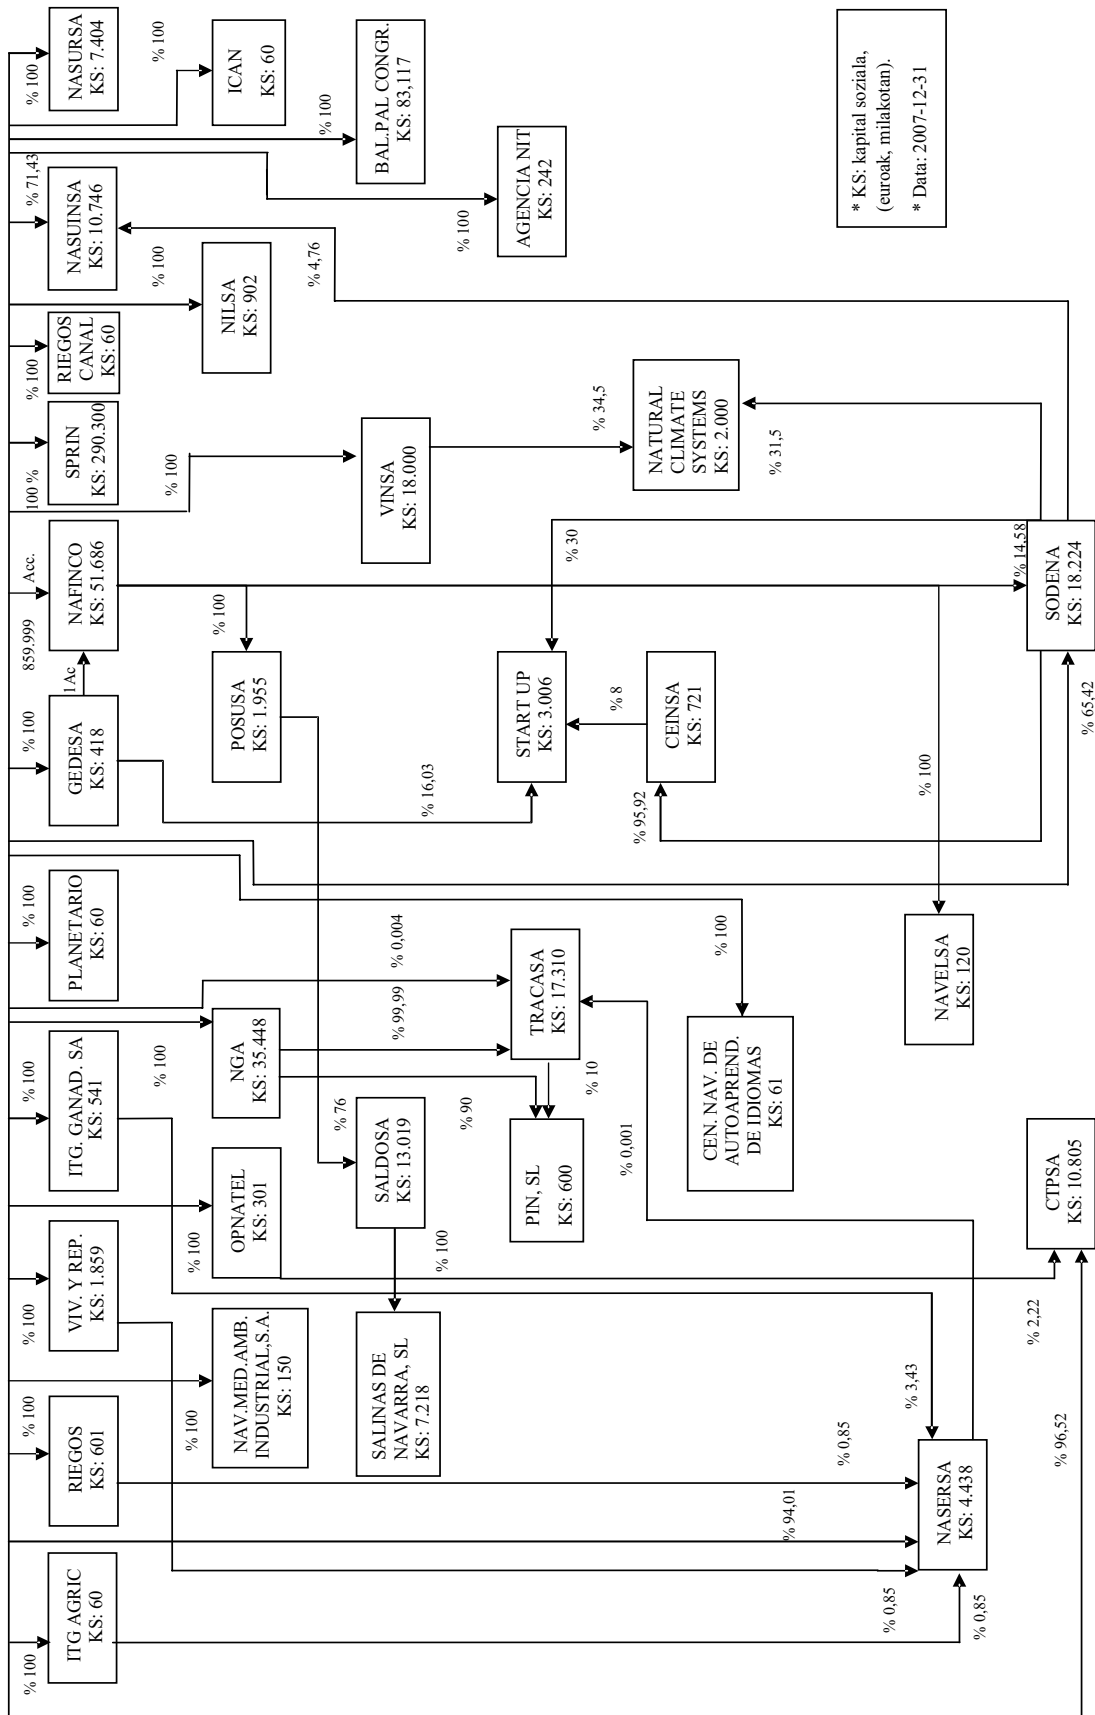 % 100
ITG AGRIC
KS: 60
% 100
RIEGOS
KS: 601
% 100
VIV. Y REP.
KS: 1.859
% 100
ITG. GANAD. SA
KS: 541
% 100
PLANETARIO
KS: 60
% 100
GEDESA
KS: 418
1Ac
859.999
Acc.
NAFINCO
KS: 51.686
100 %
SPRIN
KS: 290.300
% 100
RIEGOS
CANAL
KS: 60
% 71,43
NASUINSA
KS: 10.746
% 100
NASURSA
KS: 7.404
% 100
NAV.MED.AMB.
INDUSTRIAL,S.A.
KS: 150
% 100
OPNATEL
KS: 301
% 100
NGA
KS: 35.448
% 100
POSUSA
KS: 1.955
% 100
% 100
NILSA
KS: 902
% 100
ICAN
KS: 60
SALINAS DE
NAVARRA, SL
KS: 7.218
% 100
% 76
SALDOSA
KS: 13.019
% 99,99
% 0,004
% 16,03
VINSA
KS: 18.000
% 4,76
% 100
BAL.PAL CONGR.
KS: 83,117
% 90
PIN, SL
KS: 600
% 10
TRACASA
KS: 17.310
START UP
KS: 3.006
% 30
% 34,5
% 100
AGENCIA NIT
KS: 242
% 0,001
% 8
% 95,92
CEINSA
KS: 721
NATURAL
CLIMATE
SYSTEMS
KS: 2.000
% 31,5
CEN. NAV. DE
AUTOAPREND.
DE IDIOMAS
KS: 61
% 100
% 94,01
% 0,85
% 3,43
% 0,85
NASERSA
KS: 4.438
% 0,85
% 100
NAVELSA
KS: 120
% 2,22
% 96,52
CTPSA
KS: 10.805
% 65,42
% 14,58
SODENA
KS: 18.224
* KS: kapital soziala,
(euroak, milakotan).
* Data: 2007-12-31